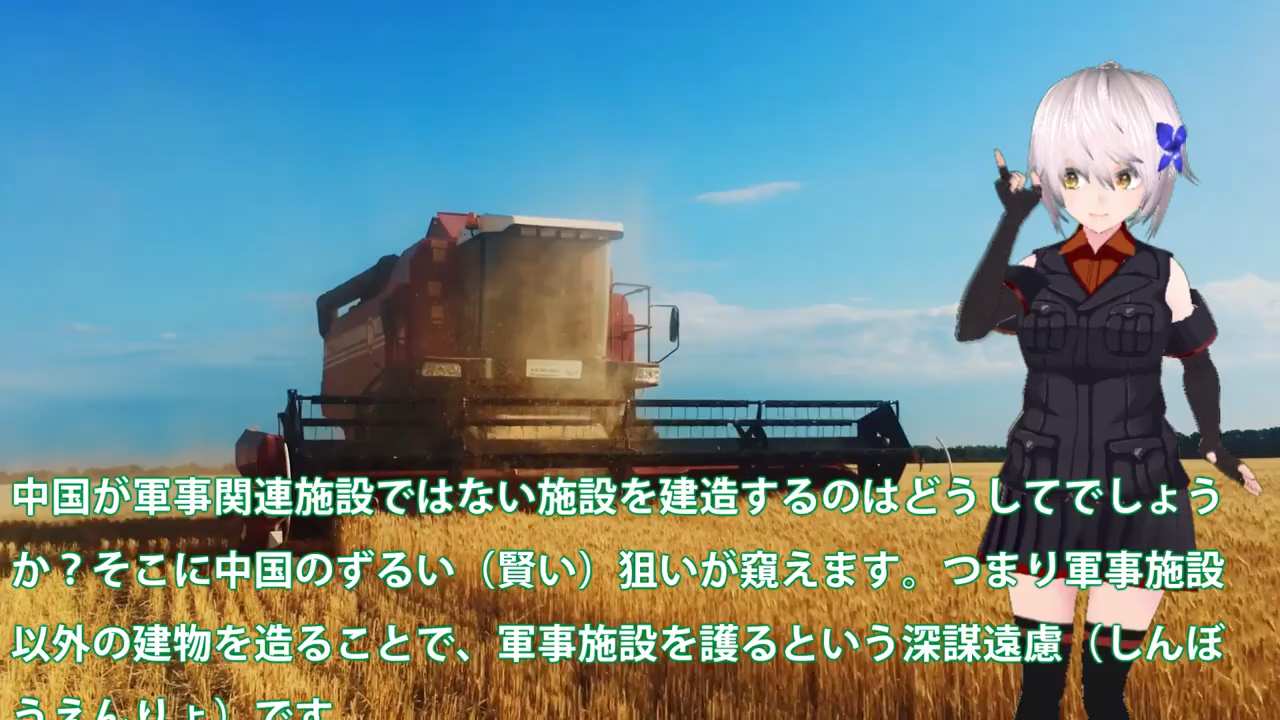 中国が軍事関連施設ではない施設を建造するのはどうしてでしょう
か？そこに中国のずるい（賢い）狙いが窺えます。つまり軍事施設
以外の建物を造ることで、軍事施設を護るという深謀遠慮（しんぼ
うえんりょ）です